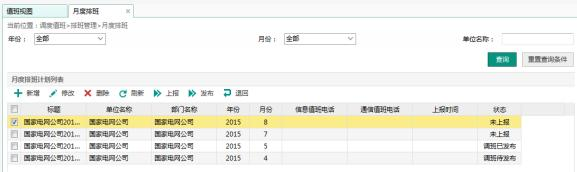 值班视图 月度排班 ×
当前位置：调度值班»排班管理»月度排班
年份： 全部 月份： 全部 单位名称：
查询 重置查询条件
月度排班计划列表
新增 修改 删除 刷新 上报 发布 退回
标题 单位名称 部门名称 年份 月份 信息值班电话 通信值班电话 上报时间 状态
国家电网公司201... 国家电网公司 国家电网公司 2015 8 未上报
国家电网公司201... 国家电网公司 国家电网公司 2015 7 未上报
国家电网公司201... 国家电网公司 国家电网公司 2015 5 调班已发布
国家电网公司201... 国家电网公司 国家电网公司 2015 4 调班待发布